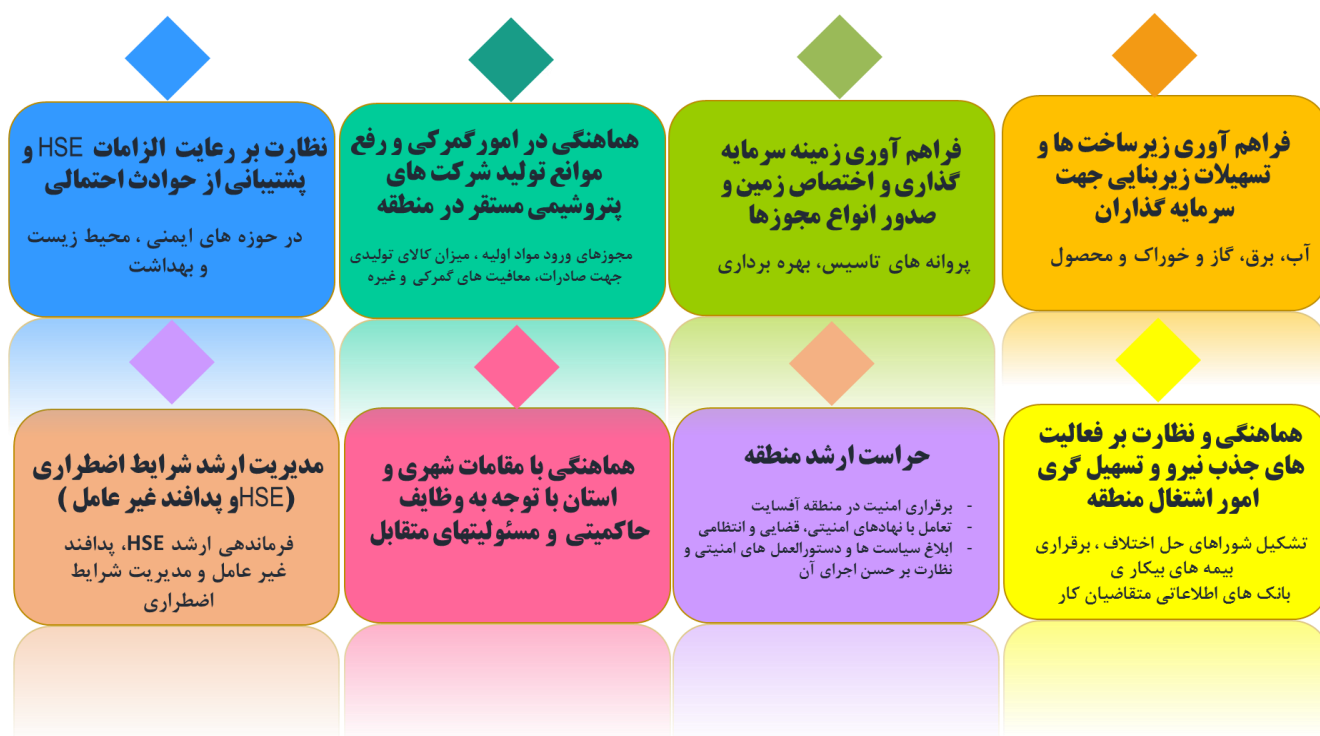 فراهم آوری زیرساخت ها و
تسهیلات زیربنایی جهت
سرمایه گذاران
آب، برق، گاز و خوراک و محصول
فراهم آوری زمینه سرمایه
گذاری و اختصاص زمین و
صدور انواع مجوزها
پروانه های تاسیس، بهره برداری
هماهنگی در امورگمرکی و رفع
موانع تولید شرکت های
پتروشیمی مستقر در منطقه
مجوزهای ورود مواد اولیه ، میزان کالای تولیدی
جهت صادرات، معافیت های گمرکی و غیره
نظارت بر رعایت الزامات HSE و
پشتیبانی از حوادث احتمالی
در حوزه های ایمنی ، محیط زیست
و بهداشت
هماهنگی و نظارت بر فعالیت
های جذب نیرو و تسهیل گری
امور اشتغال منطقه
تشکیل شوراهای حل اختلاف ، برقراری
بیمه های بیکار ی
بانک های اطلاعاتی متقاضیان کار
حراست ارشد منطقه
- برقراری امنیت در منطقه آفسایت
- تعامل با نهادهای امنیتی، قضایی و انتظامی
- ابلاغ سیاست ها و دستورالعمل های امنیتی و
نظارت بر حسن اجرای آن
هماهنگی با مقامات شهری و
استان با توجه به وظایف
حاکمیتی و مسئولیتهای متقابل
مدیریت ارشد شرایط اضطراری
(HSEو پدافند غیر عامل )
فرماندهی ارشد HSE، پدافند
غیر عامل و مدیریت شرایط
اضطراری